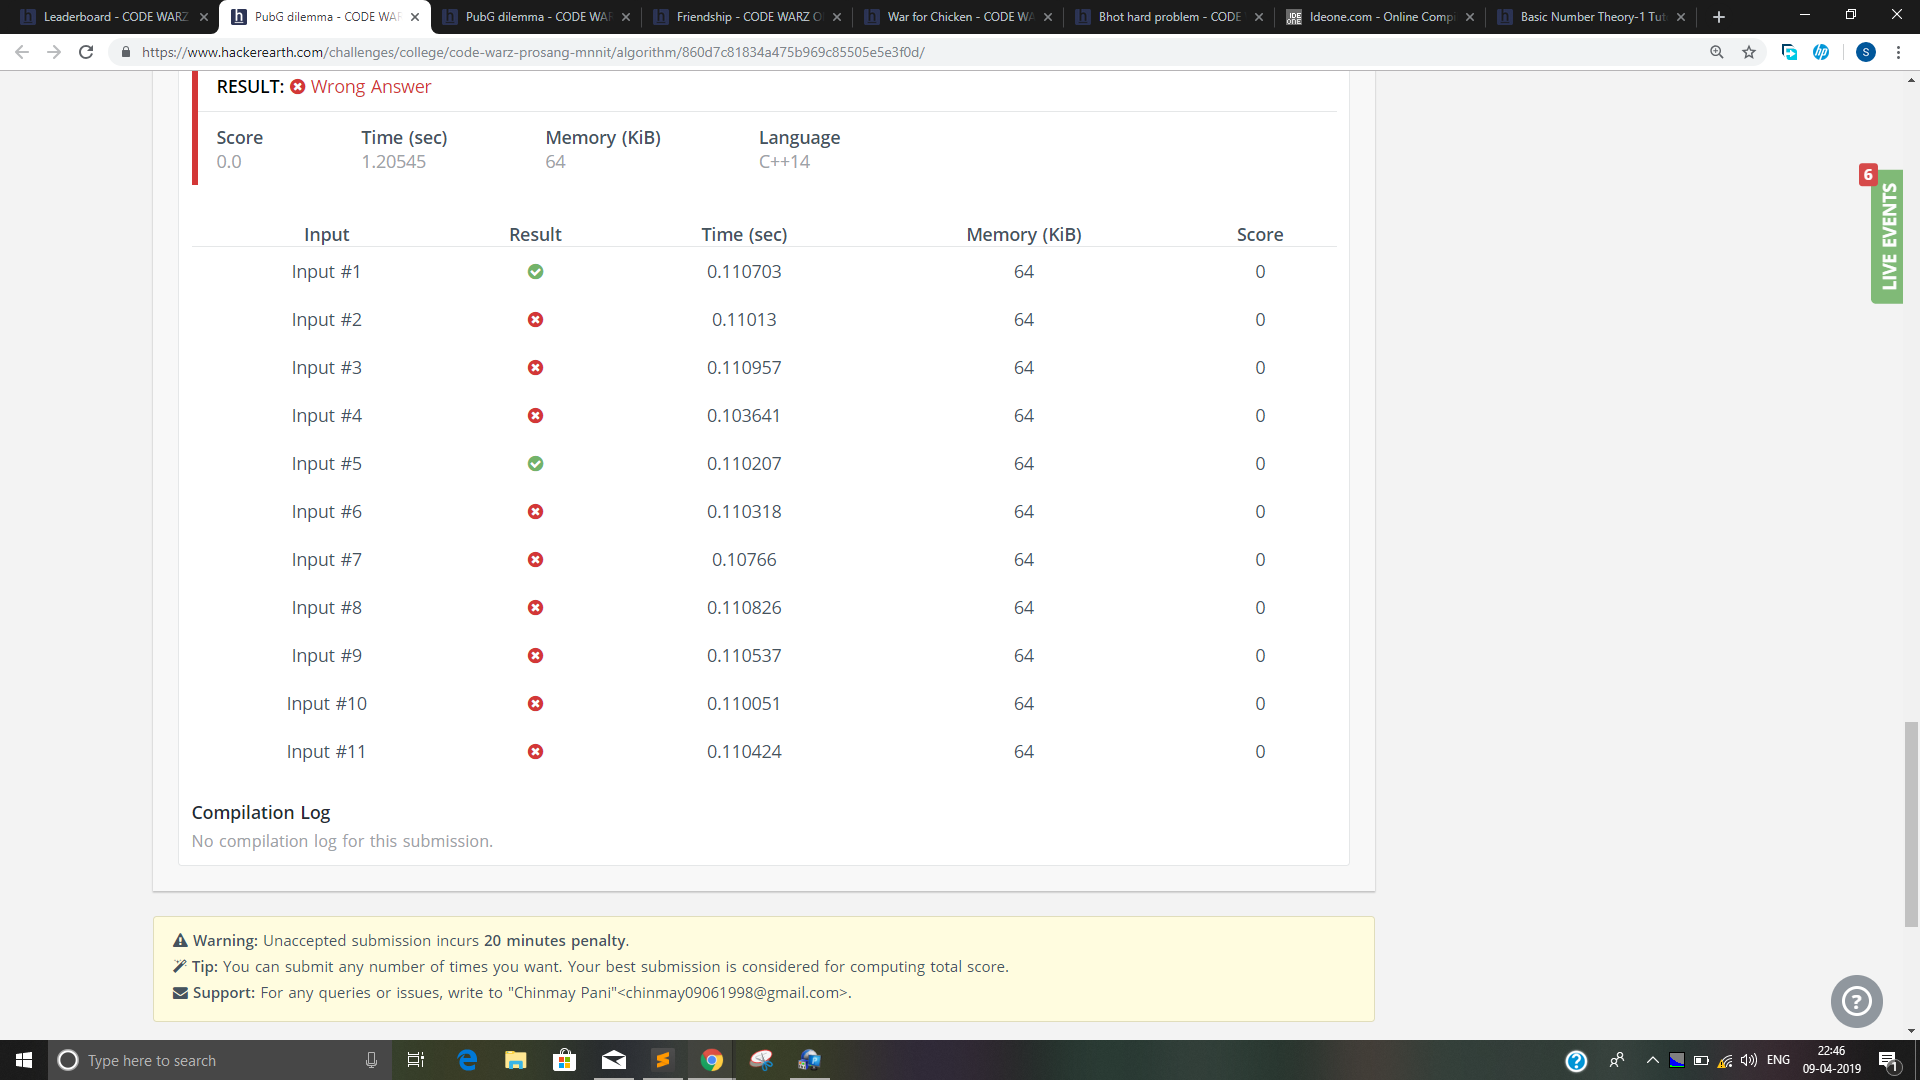 Leaderboard - CODE WARZ
PubG dilemma - CODE WAR
PubG dilemma - CODE WAR
Friendship - CODE WARZ O
War for Chicken - CODE WA
Bhot hard problem - CODE
Ideone.com - Online Comp
Basic Number Theory-1 Tut
https://www.hackerearth.com/challenges/college/code-warz-prosang-mnnit/algorithm/860d7c81834a475b969c85505e5e3f0d/
S
RESULT: Wrong Answer
Score Time (sec) Memory (KiB) Language
0.0 1.20545 64 C++14
6
LIVE EVENTS
Input Result Time (sec) Memory (KiB) Score
Input #1 0.110703 64 0
Input #2 0.11013 64 0
Input #3 0.110957 64 0
Input #4 0.103641 64 0
Input #5 0.110207 64 0
Input #6 0.110318 64 0
Input #7 0.10766 64 0
Input #8 0.110826 64 0
Input #9 0.110537 64 0
Input #10 0.110051 64 0
Input #11 0.110424 64 0
Compilation Log
No compilation log for this submission.
Warning: Unaccepted submission incurs 20 minutes penalty.
Tip: You can submit any number of times you want. Your best submission is considered for computing total score.
Support: For any queries or issues, write to "Chinmay Pani"<chinmay09061998@gmail.com>.
Type here to search
ENG
22:46
09-04-2019
1